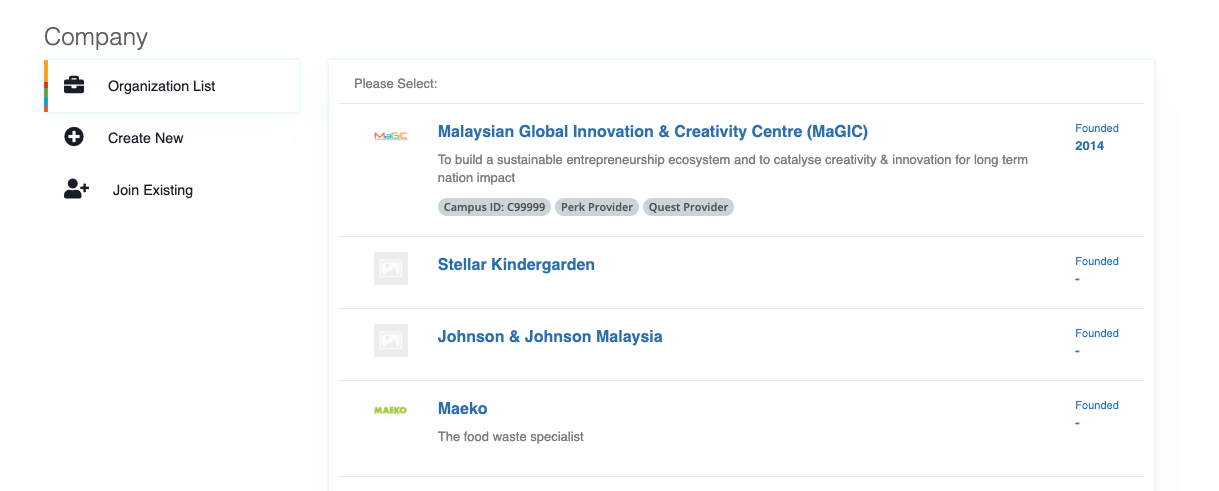 Company
Organization List
Create New
Join Existing
Please Select:
MaGIC
Malaysian Global Innovation & Creativity Centre (MaGIC)
Founded
2014
To build a sustainable entrepreneurship ecosystem and to catalyse creativity & innovation for long term
nation impact
Campus ID: C99999 Perk Provider Quest Provider
Stellar Kindergarden
Founded
-
Johnson & Johnson Malaysia
Founded
-
MAEKO
Maeko
Founded
-
The food waste specialist